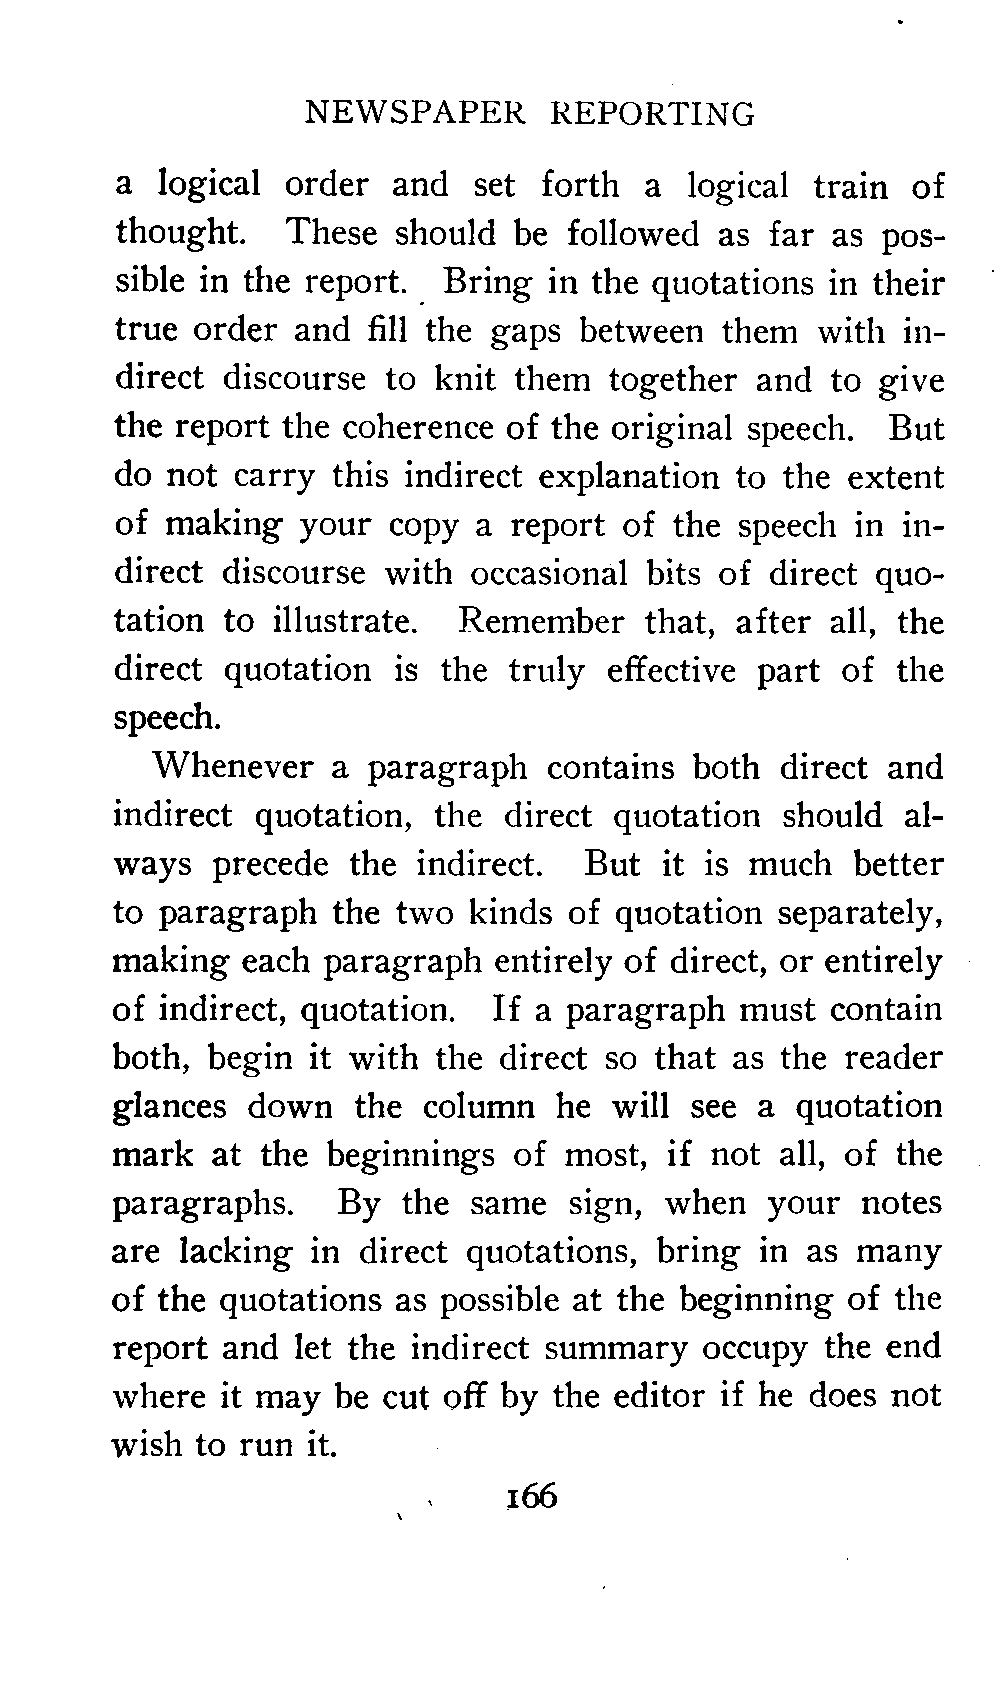 NEWSPAPER REPORTING
a logical order and set forth a logical train of
thought. These should be followed as far as pos-
sible in the report. Bring in the quotations in their
true order and fill the gaps between them with in-
direct discourse to knit them together and to give
the report the coherence of the original speech. But
do not carry this indirect explanation to the extent
of making your copy a report of the speech in in-
direct discourse with occasional bits of direct quo-
tation to illustrate. Remember that, after all, the
direct quotation is the truly effective part of the
speech.
Whenever a paragraph contains both direct and
indirect quotation, the direct quotation should al-
ways precede the indirect. But it is much better
to paragraph the two kinds of quotation separately,
making each paragraph entirely of direct, or entirely
of indirect, quotation. If a paragraph must contain
both, begin it with the direct so that as the reader
glances down the column he will see a quotation
mark at the beginnings of most, if not all, of the
paragraphs. By the same sign, when your notes
are lacking in direct quotations, bring in as many
of the quotations as possible at the beginning of the
report and let the indirect summary occupy the end
where it may be cut off by the editor if he does not
wish to run it.
166